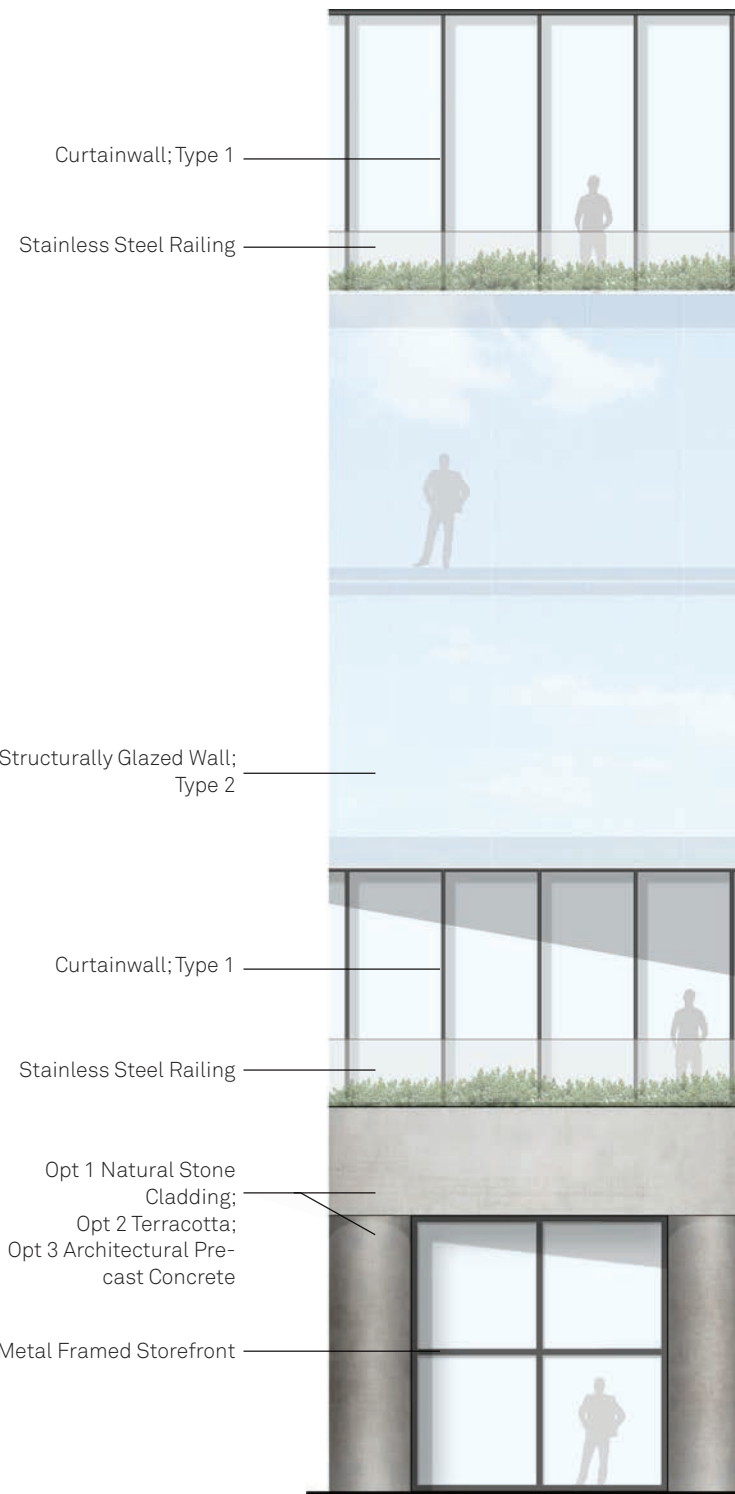 Curtainwall; Type 1
Stainless Steel Railing
Structurally Glazed Wall;
Type 2
Curtainwall; Type 1
Stainless Steel Railing
Opt 1 Natural Stone
Cladding;
Opt 2 Terracotta;
Opt 3 Architectural Pre-
cast Concrete
Metal Framed Storefront